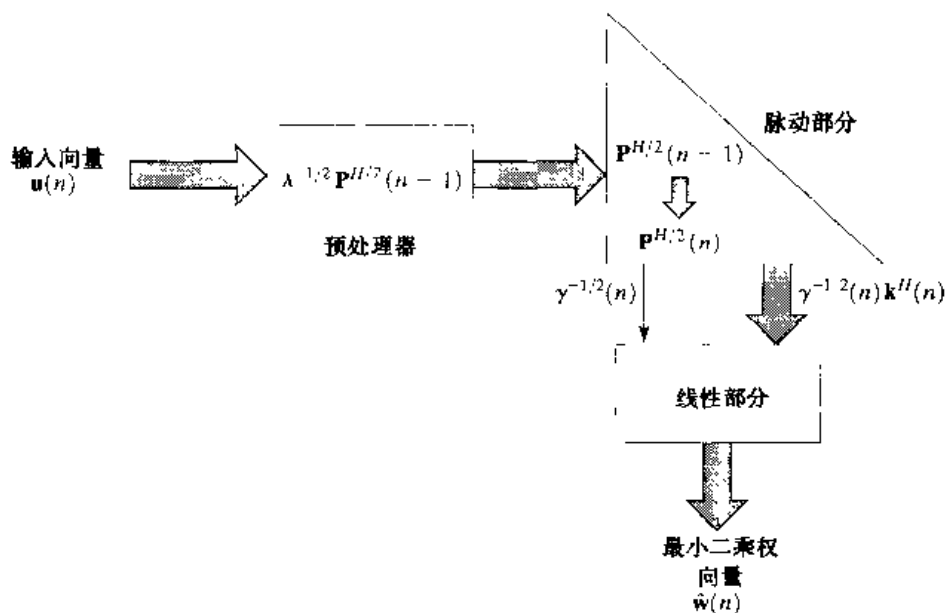 输入向量
u(n)
λ^{-1/2} P^{H/2}(n − 1)
预处理器
脉动部分
P^{H/2}(n − 1)
P^{H/2}(n)
γ^{-1/2}(n)
γ^{-1/2}(n) k^H(n)
线性部分
最小二乘权
向量
ŵ(n)